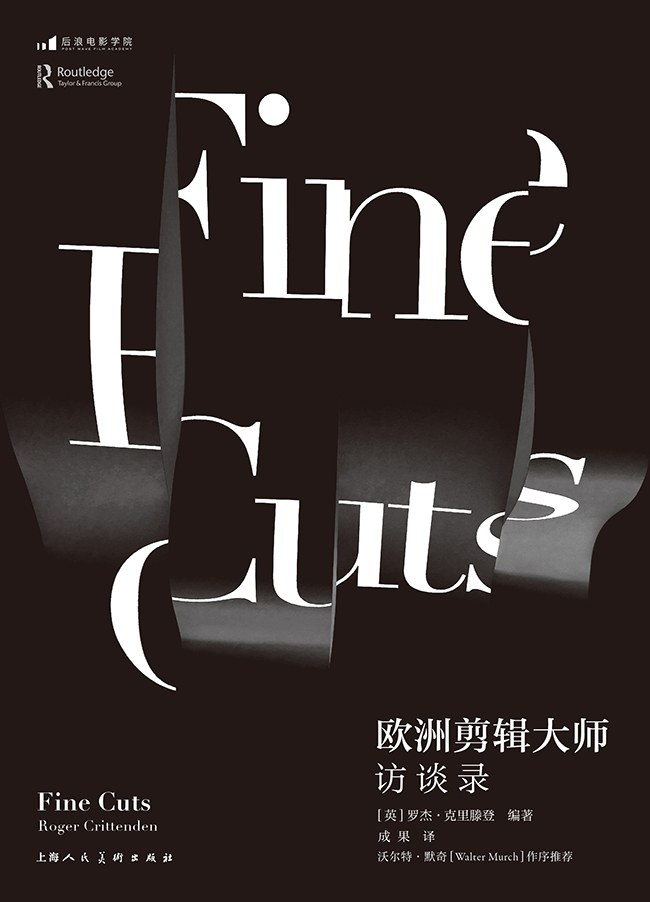 后浪电影学院
POST WAVE FILM ACADEMY
Routledge
Taylor & Francis Group
ROUTLEDGE
Fine
Cuts
欧洲剪辑大师
访谈录
[英]罗杰·克里滕登 编著
成果 译
沃尔特·默奇[Walter Murch]作序推荐
Fine Cuts
Roger Crittenden
上海人民美術出版社